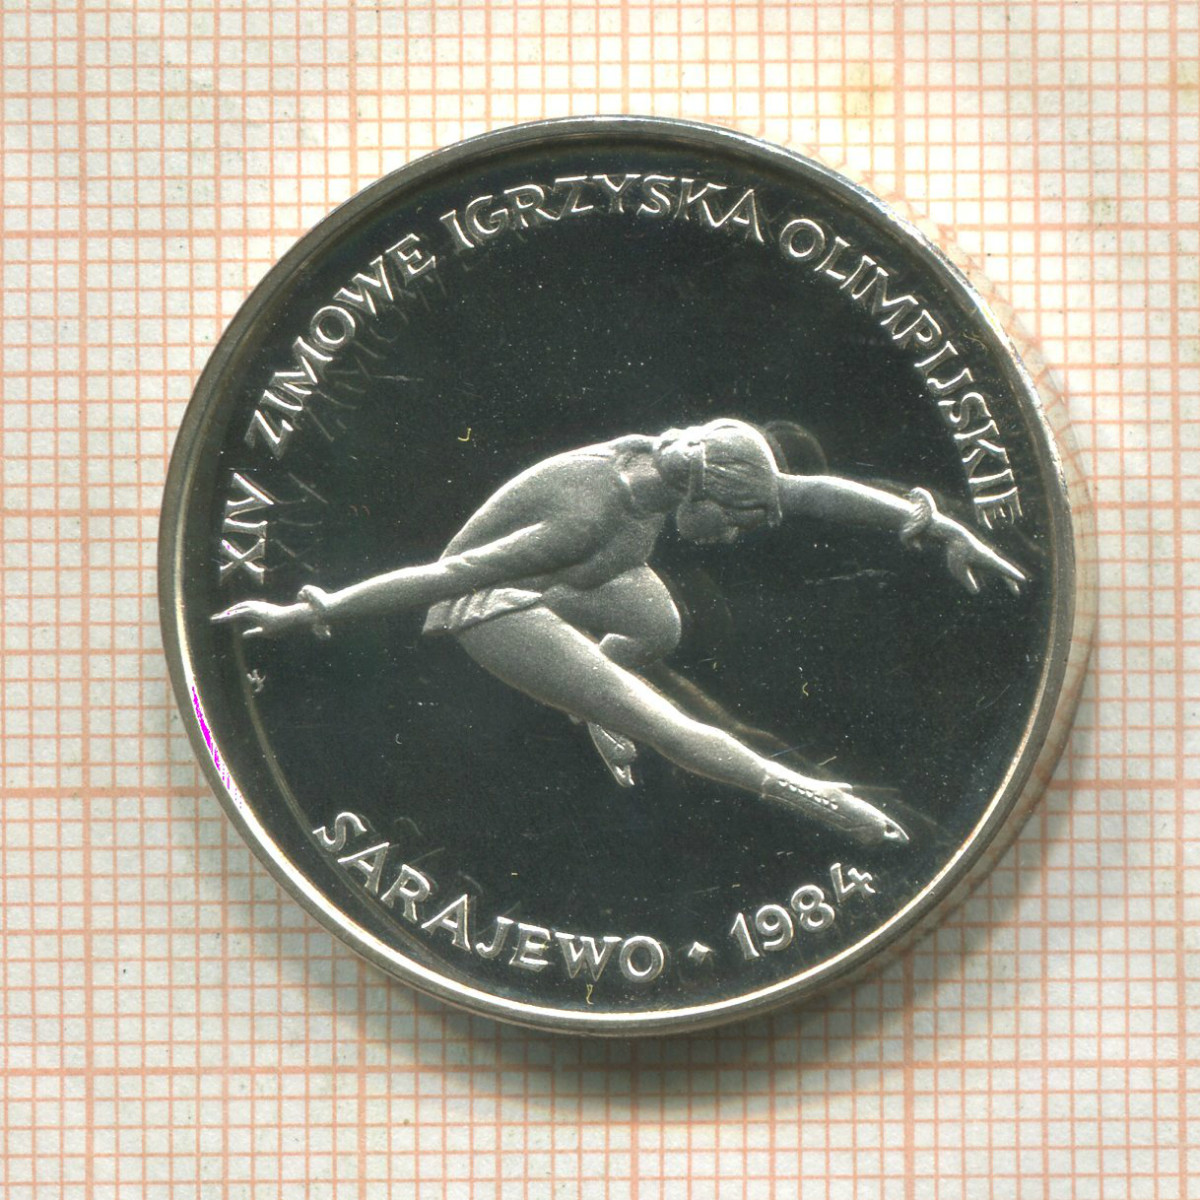 XIV ZIMOWE IGRZYSKA OLIMPIJSKIE
SARAJEWO • 1984